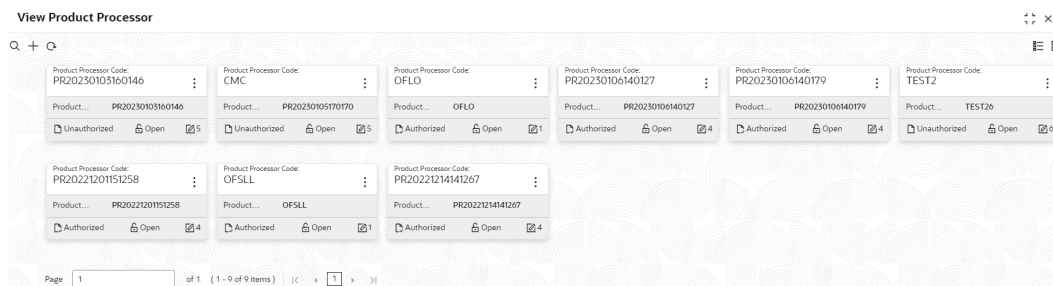 View Product Processor
Product Processor Code: Product Processor Code: Product Processor Code: Product Processor Code: Product Processor Code: Product Processor Code:
PR20230103160146 CMC OFLO PR20230106140127 PR20230106140179 TEST2
Product... PR20230103160146 Product... PR20230105170170 Product... OFLO Product... PR20230106140127 Product... PR20230106140179 Product... TEST26
Unauthorized Open 5 Unauthorized Open 5 Authorized Open 1 Authorized Open 4 Authorized Open 4 Unauthorized Open 6
Product Processor Code: Product Processor Code: Product Processor Code:
PR20221201151258 OFSLL PR20221214141267
Product... PR20221201151258 Product... OFSLL Product... PR20221214141267
Authorized Open 4 Authorized Open 1 Authorized Open 4
Page 1 of 1 ( 1 - 9 of 9 items ) 1